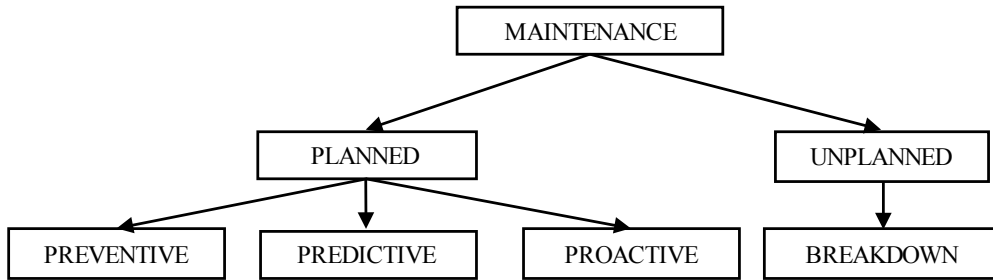 MAINTENANCE
PLANNED
UNPLANNED
PREVENTIVE
PREDICTIVE
PROACTIVE
BREAKDOWN